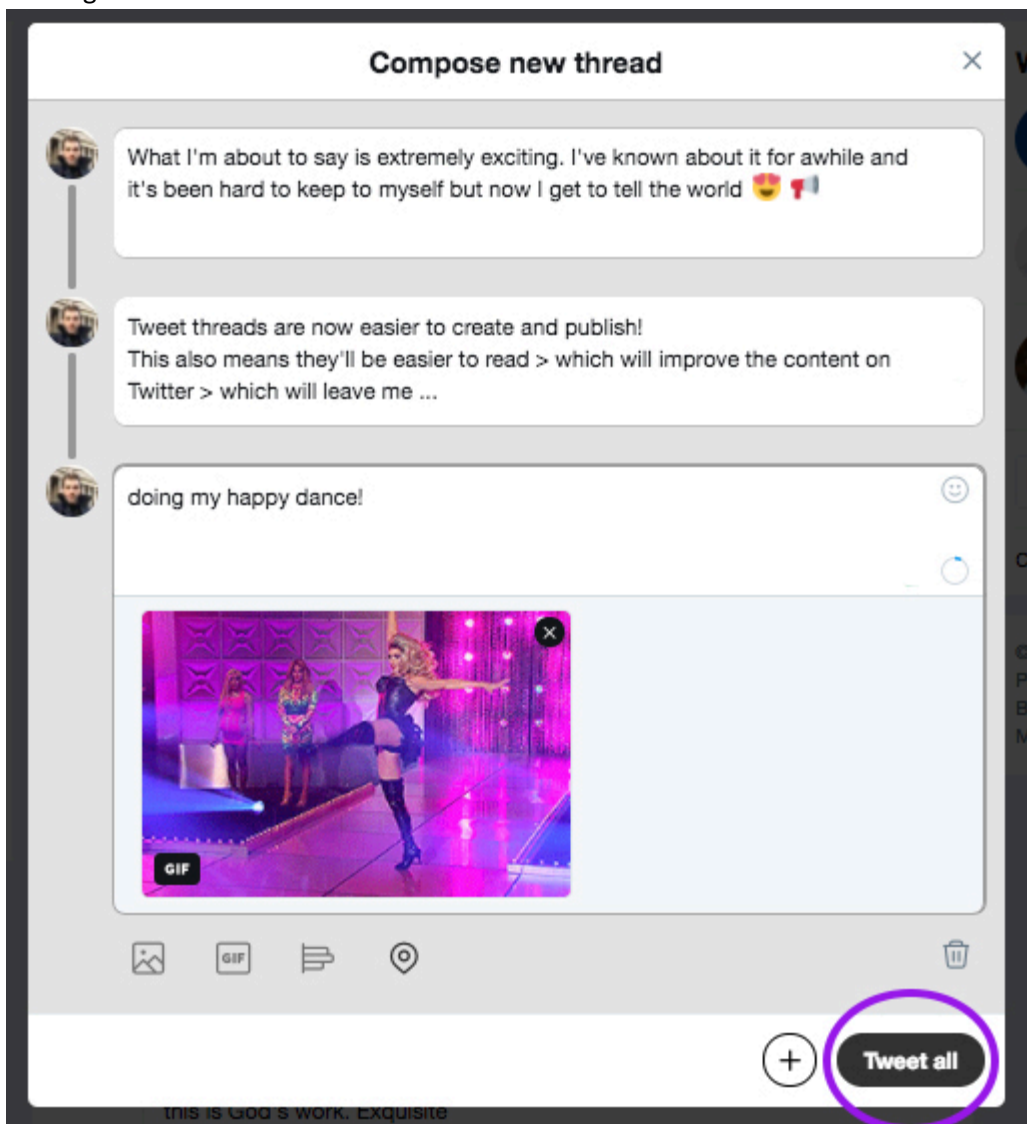 Compose new thread
What I'm about to say is extremely exciting. I've known about it for awhile and
it's been hard to keep to myself but now I get to tell the world 😍 📢
Tweet threads are now easier to create and publish!
This also means they'll be easier to read > which will improve the content on
Twitter > which will leave me ...
doing my happy dance!
GIF
GIF
Tweet all
this is God's work. Exquisite